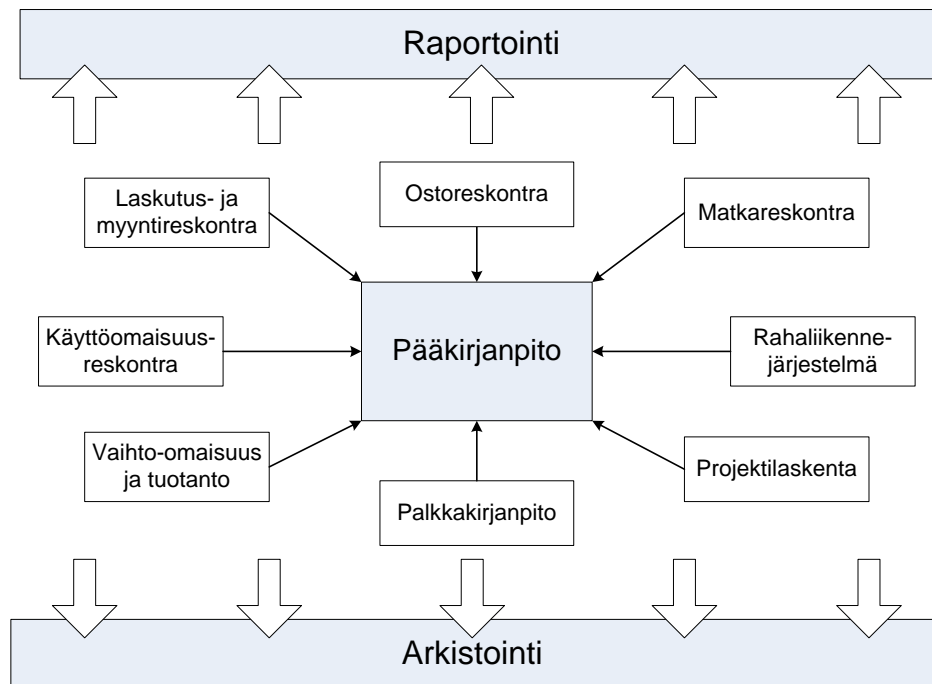 Raportointi
Laskutus- ja
myyntireskontra
Ostoreskontra
Matkareskontra
Käyttöomaisuus-
reskontra
Pääkirjanpito
Rahaliikenne-
järjestelmä
Vaihto-omaisuus
ja tuotanto
Palkkakirjanpito
Projektilaskenta
Arkistointi